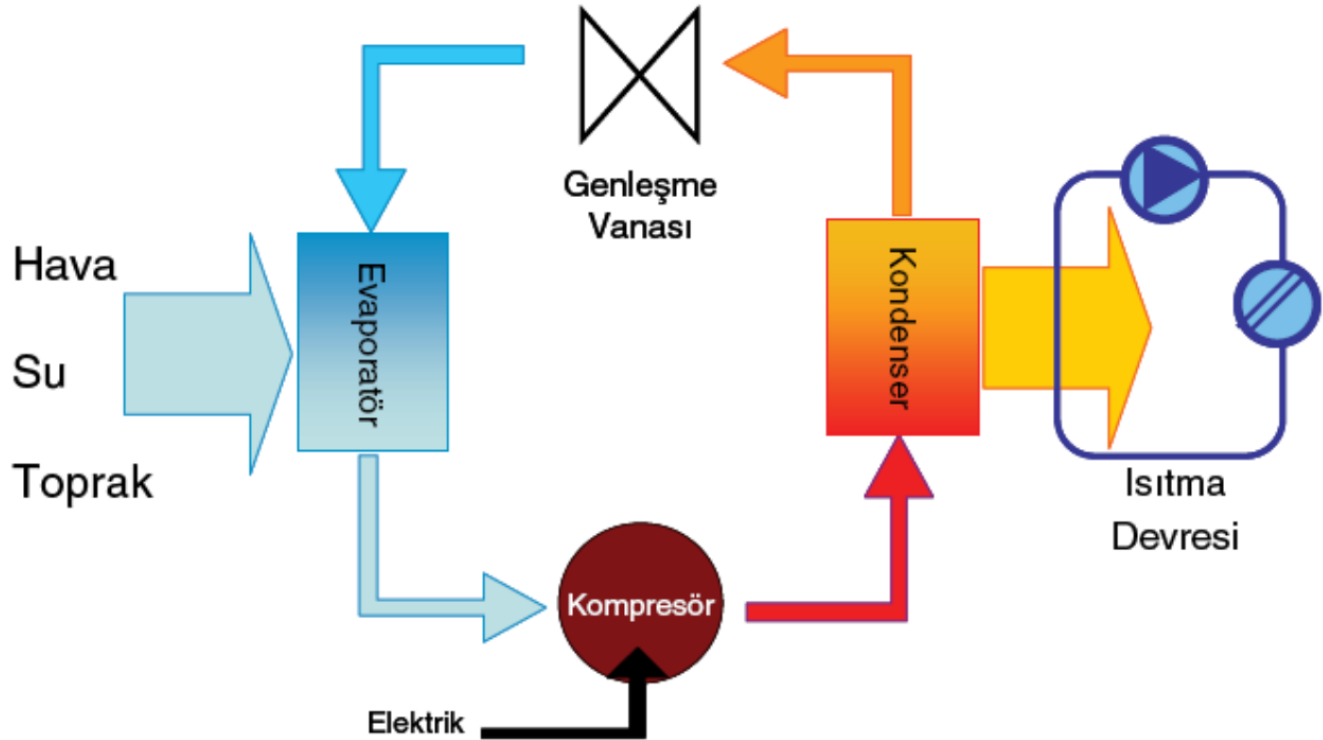 Genleşme
Vanası
Hava
Su
Toprak
Evaporatör
Kondenser
Isıtma
Devresi
Kompresör
Elektrik